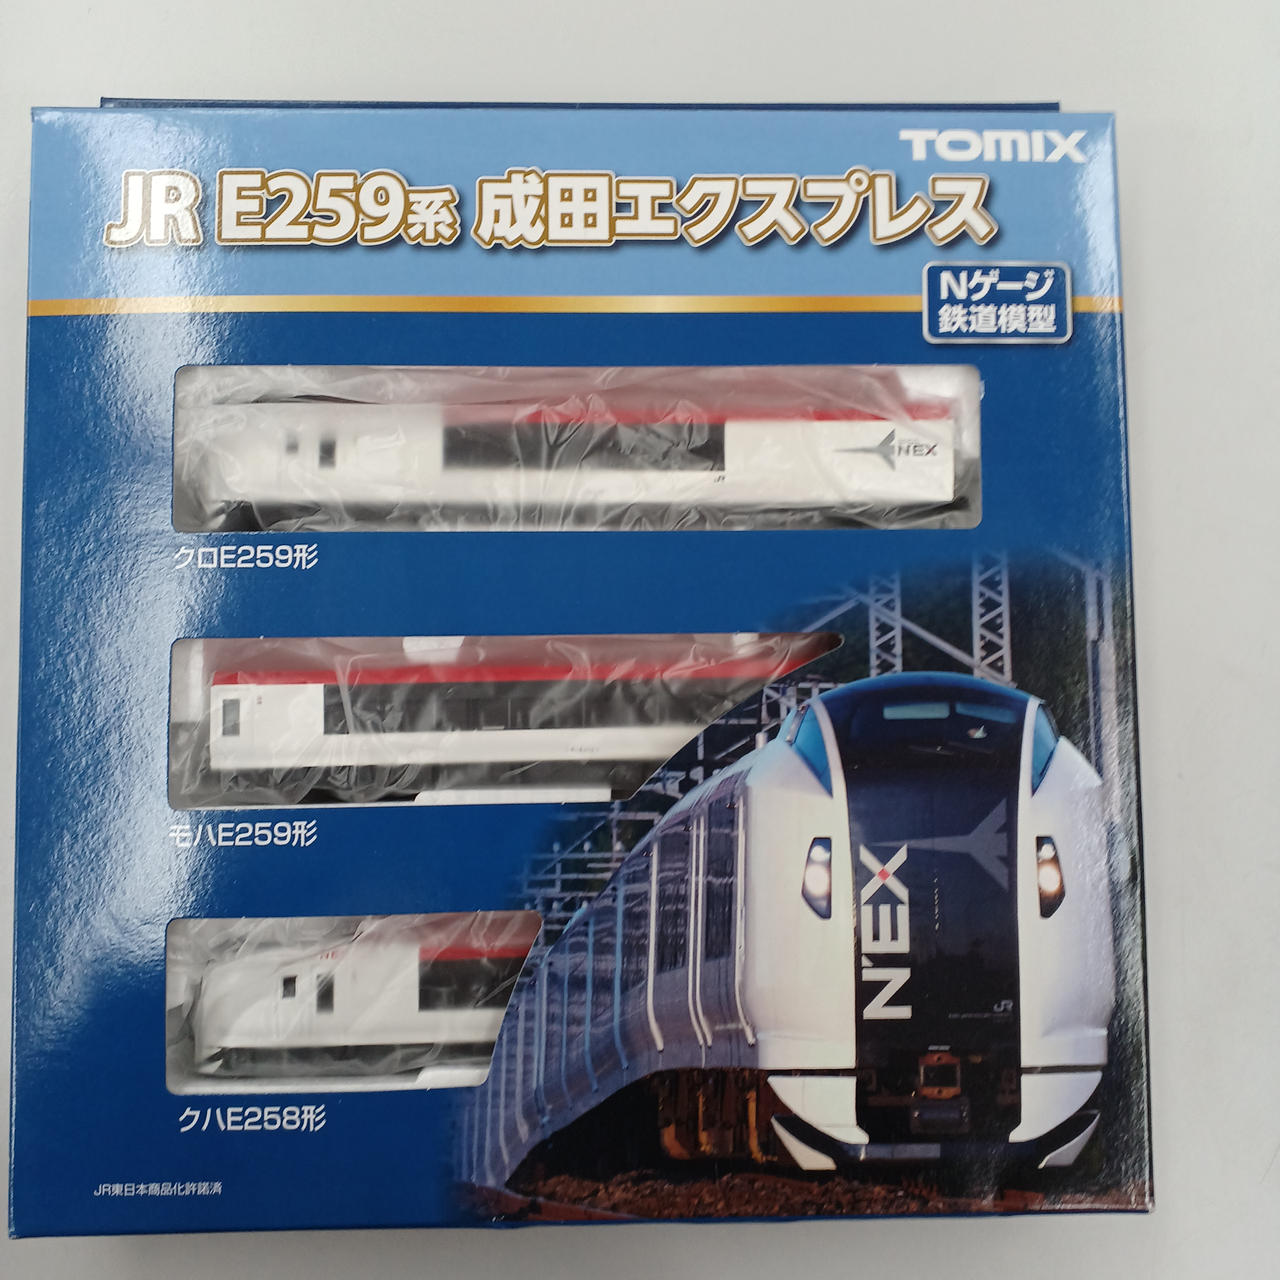 TOMIX
JR E259系 成田エクスプレス
Nゲージ
鉄道模型
NEX
JR
クロE259形
モハE259形
NE
クハE258形
N'EX
JR
JR東日本商品化許諾済